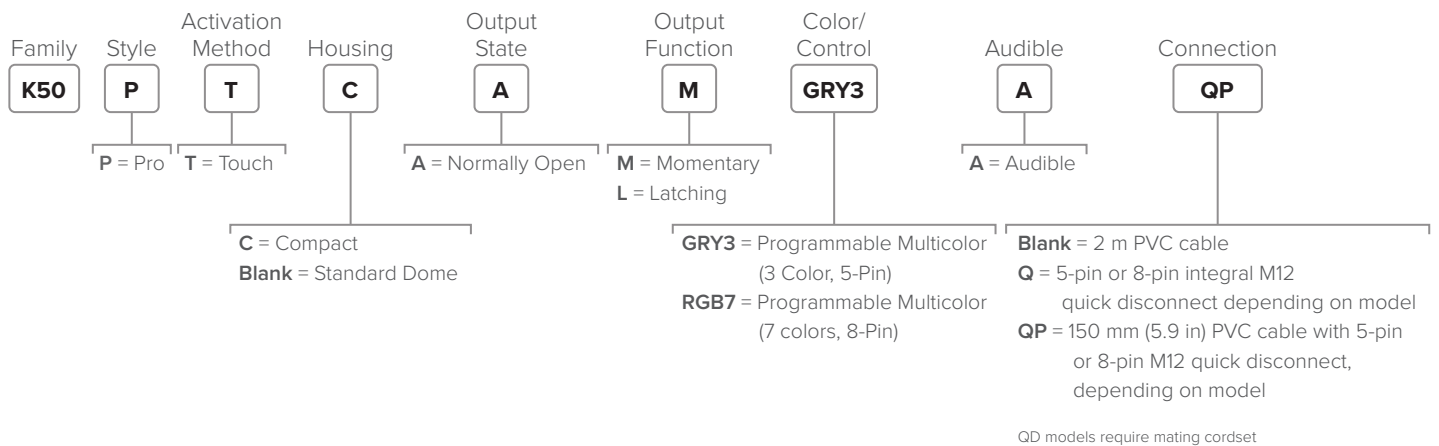 Family
Style
Activation
Method
Housing
Output
State
Output
Function
Color/
Control
Audible
Connection
K50
P
T
C
A
M
GRY3
A
QP
P = Pro
T = Touch
A = Normally Open
M = Momentary
L = Latching
A = Audible
C = Compact
Blank = Standard Dome
GRY3 = Programmable Multicolor
(3 Color, 5-Pin)
RGB7 = Programmable Multicolor
(7 colors, 8-Pin)
Blank = 2 m PVC cable
Q = 5-pin or 8-pin integral M12
quick disconnect depending on model
QP = 150 mm (5.9 in) PVC cable with 5-pin
or 8-pin M12 quick disconnect,
depending on model
QD models require mating cordset